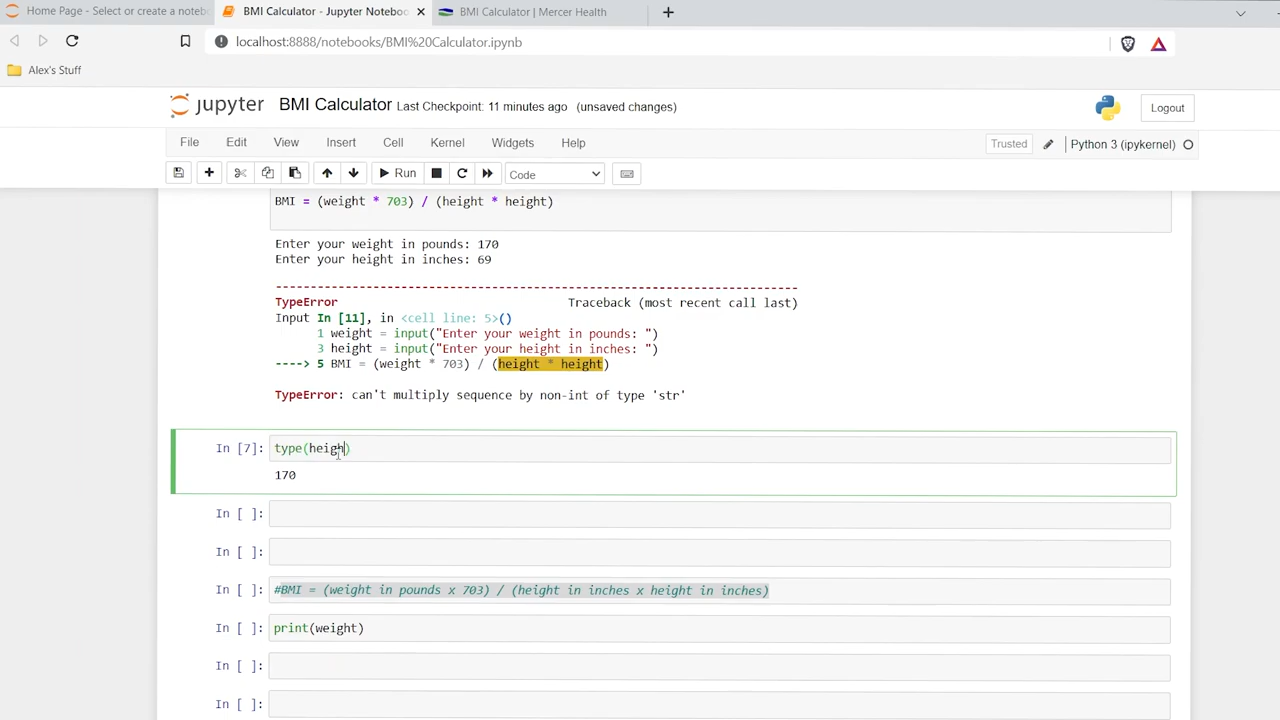 Home Page - Select or create a notebo
BMI Calculator - Jupyter Noteboo
BMI Calculator | Mercer Health
localhost:8888/notebooks/BMI%20Calculator.ipynb
Alex's Stuff
jupyter BMI Calculator Last Checkpoint: 11 minutes ago (unsaved changes)
Logout
File Edit View Insert Cell Kernel Widgets Help
Trusted Python 3 (ipykernel)
Run Code
BMI = (weight * 703) / (height * height)
Enter your weight in pounds: 170
Enter your height in inches: 69
---------------------------------------------------------------------------
TypeError Traceback (most recent call last)
Input In [11], in <cell line: 5>()
1 weight = input("Enter your weight in pounds: ")
3 height = input("Enter your height in inches: ")
----> 5 BMI = (weight * 703) / (height * height)
TypeError: can't multiply sequence by non-int of type 'str'
In [7]: type(heigh)
170
In [ ]:
In [ ]:
In [ ]: #BMI = (weight in pounds x 703) / (height in inches x height in inches)
In [ ]: print(weight)
In [ ]:
In [ ]: